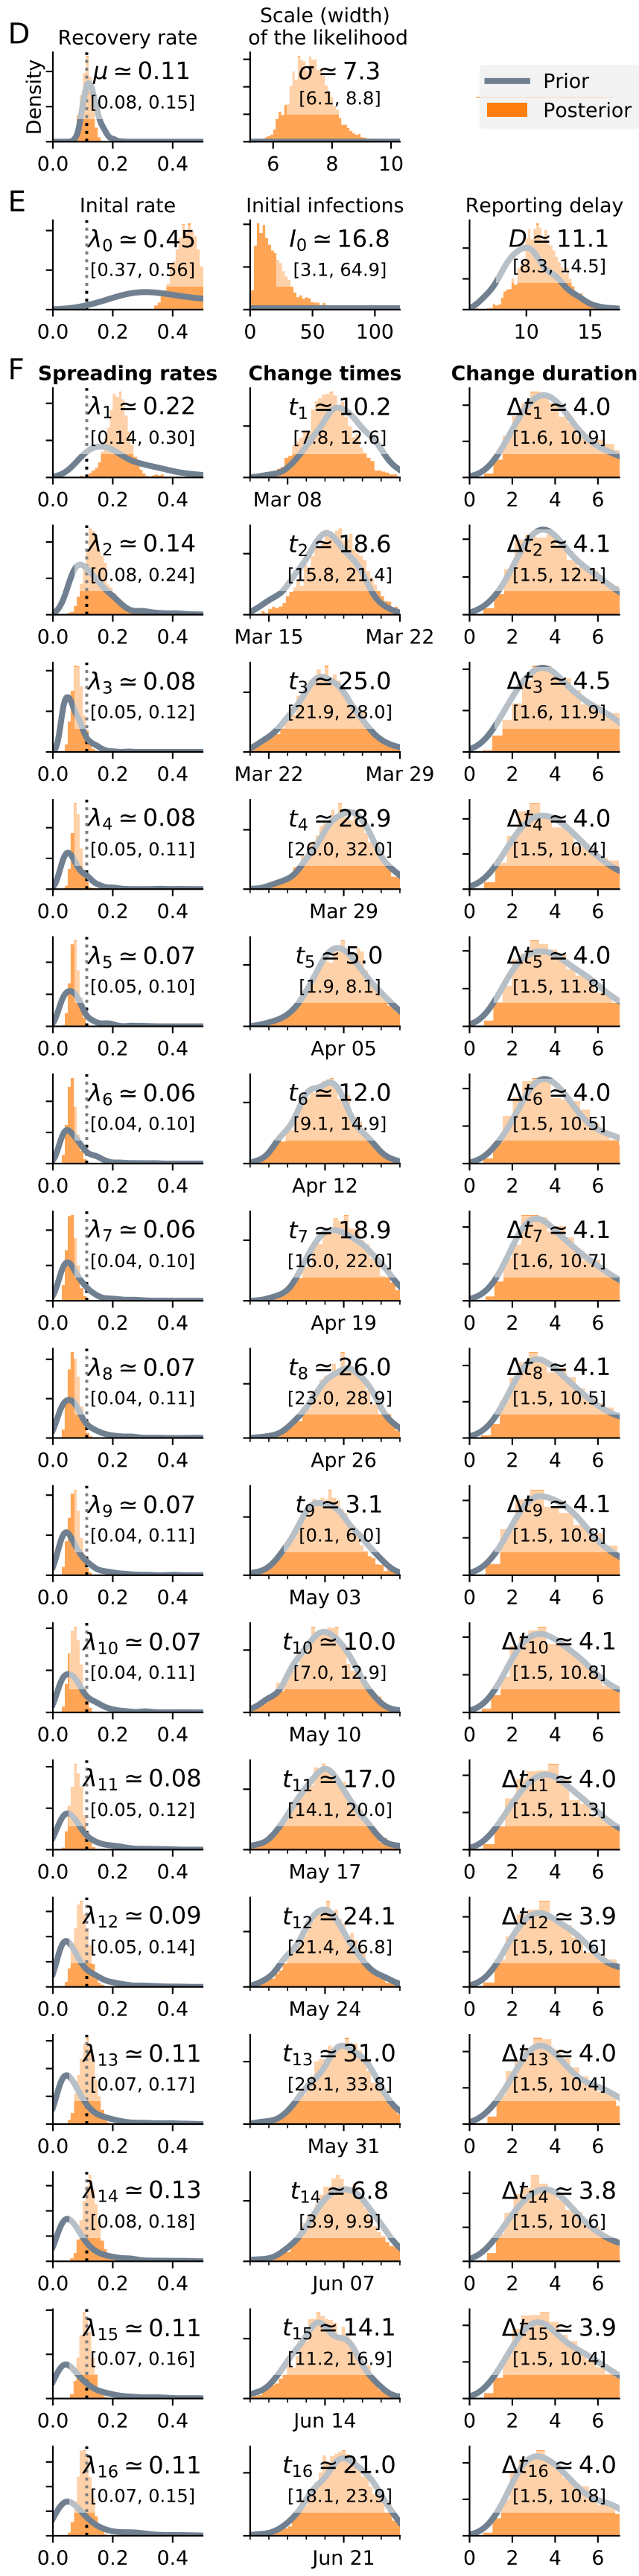 D
Recovery rate
Scale (width)
of the likelihood
Density
μ ≃ 0.11
[0.08, 0.15]
σ ≃ 7.3
[6.1, 8.8]
Prior
Posterior
0.0 0.2 0.4
6 8 10
E
Inital rate
Initial infections
Reporting delay
λ0 ≃ 0.45
[0.37, 0.56]
I0 ≃ 16.8
[3.1, 64.9]
D ≃ 11.1
[8.3, 14.5]
0.0 0.2 0.4
0 50 100
10 15
F
Spreading rates
Change times
Change duration
λ1 ≃ 0.22
[0.14, 0.30]
t1 ≃ 10.2
[7.8, 12.6]
Δt1 ≃ 4.0
[1.6, 10.9]
0.0 0.2 0.4
Mar 08
0 2 4 6
λ2 ≃ 0.14
[0.08, 0.24]
t2 ≃ 18.6
[15.8, 21.4]
Δt2 ≃ 4.1
[1.5, 12.1]
0.0 0.2 0.4
Mar 15 Mar 22
0 2 4 6
λ3 ≃ 0.08
[0.05, 0.12]
t3 ≃ 25.0
[21.9, 28.0]
Δt3 ≃ 4.5
[1.6, 11.9]
0.0 0.2 0.4
Mar 22 Mar 29
0 2 4 6
λ4 ≃ 0.08
[0.05, 0.11]
t4 ≃ 28.9
[26.0, 32.0]
Δt4 ≃ 4.0
[1.5, 10.4]
0.0 0.2 0.4
Mar 29
0 2 4 6
λ5 ≃ 0.07
[0.05, 0.10]
t5 ≃ 5.0
[1.9, 8.1]
Δt5 ≃ 4.0
[1.5, 11.8]
0.0 0.2 0.4
Apr 05
0 2 4 6
λ6 ≃ 0.06
[0.04, 0.10]
t6 ≃ 12.0
[9.1, 14.9]
Δt6 ≃ 4.0
[1.5, 10.5]
0.0 0.2 0.4
Apr 12
0 2 4 6
λ7 ≃ 0.06
[0.04, 0.10]
t7 ≃ 18.9
[16.0, 22.0]
Δt7 ≃ 4.1
[1.6, 10.7]
0.0 0.2 0.4
Apr 19
0 2 4 6
λ8 ≃ 0.07
[0.04, 0.11]
t8 ≃ 26.0
[23.0, 28.9]
Δt8 ≃ 4.1
[1.5, 10.5]
0.0 0.2 0.4
Apr 26
0 2 4 6
λ9 ≃ 0.07
[0.04, 0.11]
t9 ≃ 3.1
[0.1, 6.0]
Δt9 ≃ 4.1
[1.5, 10.8]
0.0 0.2 0.4
May 03
0 2 4 6
λ10 ≃ 0.07
[0.04, 0.11]
t10 ≃ 10.0
[7.0, 12.9]
Δt10 ≃ 4.1
[1.5, 10.8]
0.0 0.2 0.4
May 10
0 2 4 6
λ11 ≃ 0.08
[0.05, 0.12]
t11 ≃ 17.0
[14.1, 20.0]
Δt11 ≃ 4.0
[1.5, 11.3]
0.0 0.2 0.4
May 17
0 2 4 6
λ12 ≃ 0.09
[0.05, 0.14]
t12 ≃ 24.1
[21.4, 26.8]
Δt12 ≃ 3.9
[1.5, 10.6]
0.0 0.2 0.4
May 24
0 2 4 6
λ13 ≃ 0.11
[0.07, 0.17]
t13 ≃ 31.0
[28.1, 33.8]
Δt13 ≃ 4.0
[1.5, 10.4]
0.0 0.2 0.4
May 31
0 2 4 6
λ14 ≃ 0.13
[0.08, 0.18]
t14 ≃ 6.8
[3.9, 9.9]
Δt14 ≃ 3.8
[1.5, 10.6]
0.0 0.2 0.4
Jun 07
0 2 4 6
λ15 ≃ 0.11
[0.07, 0.16]
t15 ≃ 14.1
[11.2, 16.9]
Δt15 ≃ 3.9
[1.5, 10.4]
0.0 0.2 0.4
Jun 14
0 2 4 6
λ16 ≃ 0.11
[0.07, 0.15]
t16 ≃ 21.0
[18.1, 23.9]
Δt16 ≃ 4.0
[1.5, 10.8]
0.0 0.2 0.4
Jun 21
0 2 4 6